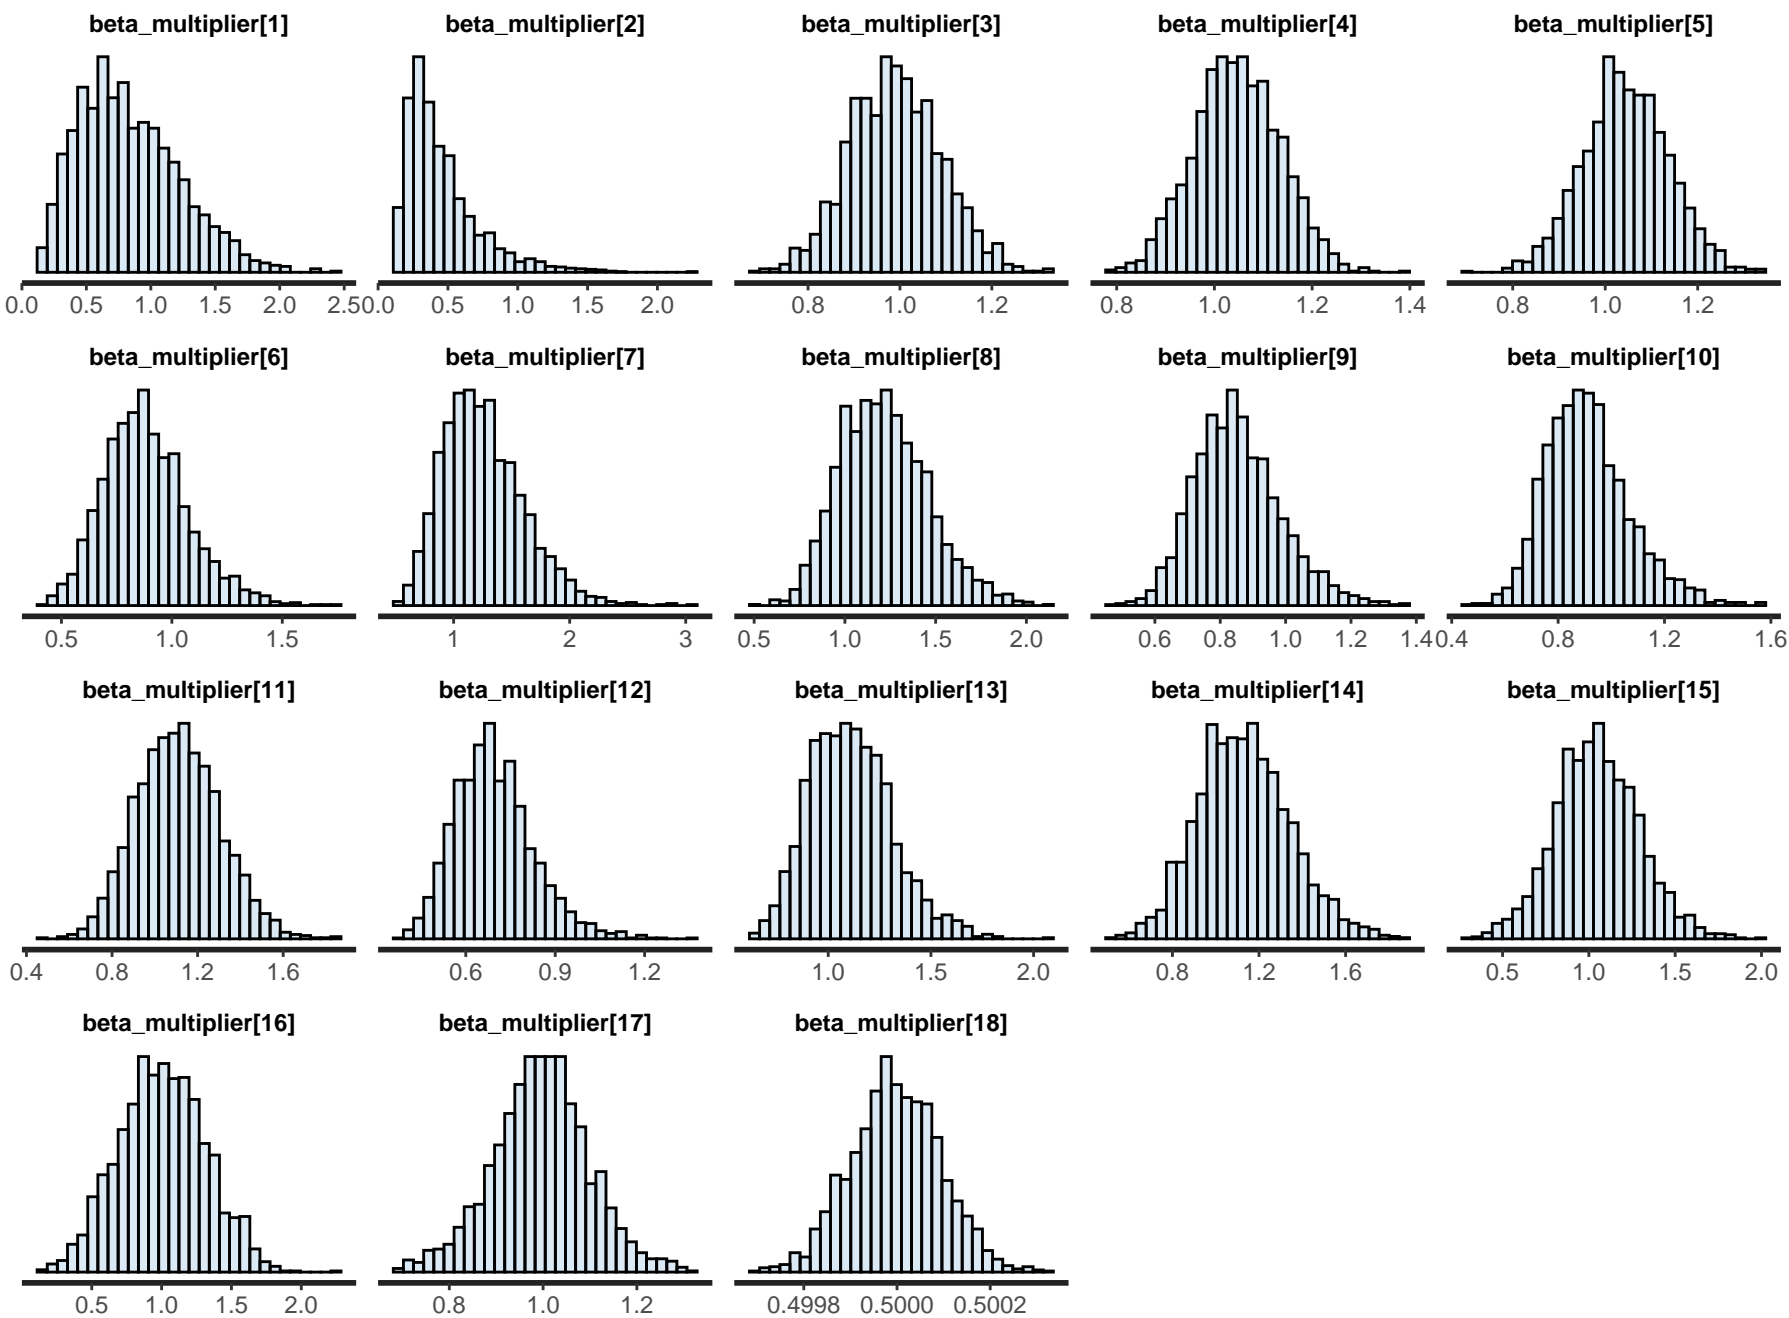 beta_multiplier[1] beta_multiplier[2] beta_multiplier[3] beta_multiplier[4] beta_multiplier[5]
0.0 0.5 1.0 1.5 2.0 2.5 0.0 0.5 1.0 1.5 2.0 0.8 1.0 1.2 0.8 1.0 1.2 1.4 0.8 1.0 1.2
beta_multiplier[6] beta_multiplier[7] beta_multiplier[8] beta_multiplier[9] beta_multiplier[10]
0.5 1.0 1.5 1 2 3 0.5 1.0 1.5 2.0 0.6 0.8 1.0 1.2 1.4 0.4 0.8 1.2 1.6
beta_multiplier[11] beta_multiplier[12] beta_multiplier[13] beta_multiplier[14] beta_multiplier[15]
0.4 0.8 1.2 1.6 0.6 0.9 1.2 1.0 1.5 2.0 0.8 1.2 1.6 0.5 1.0 1.5 2.0
beta_multiplier[16] beta_multiplier[17] beta_multiplier[18]
0.5 1.0 1.5 2.0 0.8 1.0 1.2 0.4998 0.5000 0.5002